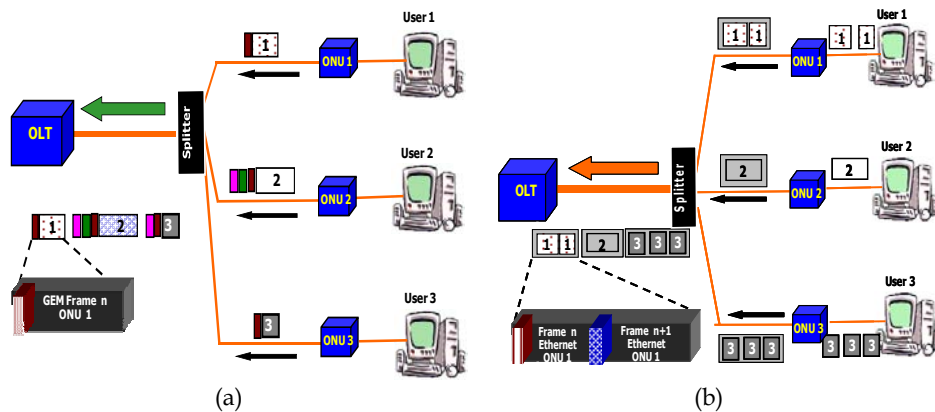 User 1
1
ONU 1
OLT
Splitter
User 2
2
ONU 2
1
2
3
GEM Frame n
ONU 1
User 3
3
ONU 3
(a)
User 1
1 1
1 1
ONU 1
OLT
Splitter
User 2
2
2
ONU 2
1 1
2
3 3 3
Frame n
Ethernet
ONU 1
Frame n+1
Ethernet
ONU 1
User 3
ONU 3
3 3 3
3 3 3
(b)